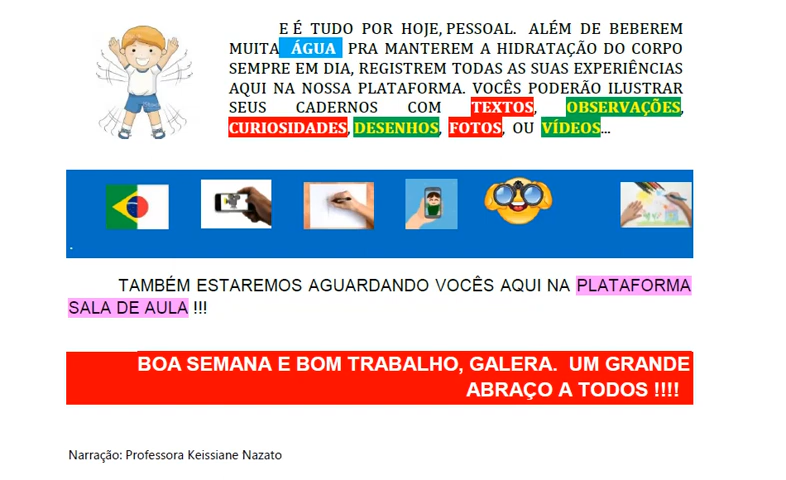 E É TUDO POR HOJE, PESSOAL. ALÉM DE BEBEREM
MUITA ÁGUA PRA MANTEREM A HIDRATAÇÃO DO CORPO
SEMPRE EM DIA, REGISTREM TODAS AS SUAS EXPERIÊNCIAS
AQUI NA NOSSA PLATAFORMA. VOCÊS PODERÃO ILUSTRAR
SEUS CADERNOS COM TEXTOS, OBSERVAÇÕES,
CURIOSIDADES, DESENHOS, FOTOS, OU VÍDEOS...
.
TAMBÉM ESTAREMOS AGUARDANDO VOCÊS AQUI NA PLATAFORMA
SALA DE AULA !!!
BOA SEMANA E BOM TRABALHO, GALERA. UM GRANDE
ABRAÇO A TODOS !!!!
Narração: Professora Keissiane Nazato